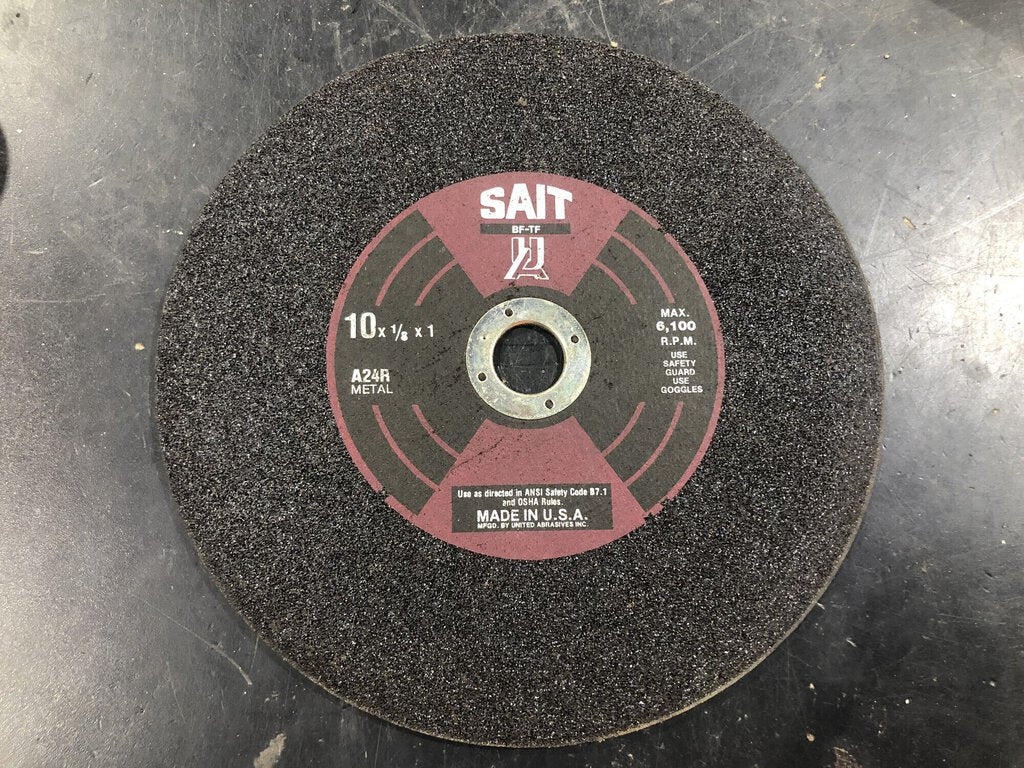 SAIT
BF-TF
10 x 1/8 x 1
A24R
METAL
MAX.
6,100
R.P.M.
USE
SAFETY
GUARD
USE
GOGGLES
Use as directed in ANSI Safety Code B7.1
and OSHA Rules.
MADE IN U.S.A.
MFGD. BY UNITED ABRASIVES INC.